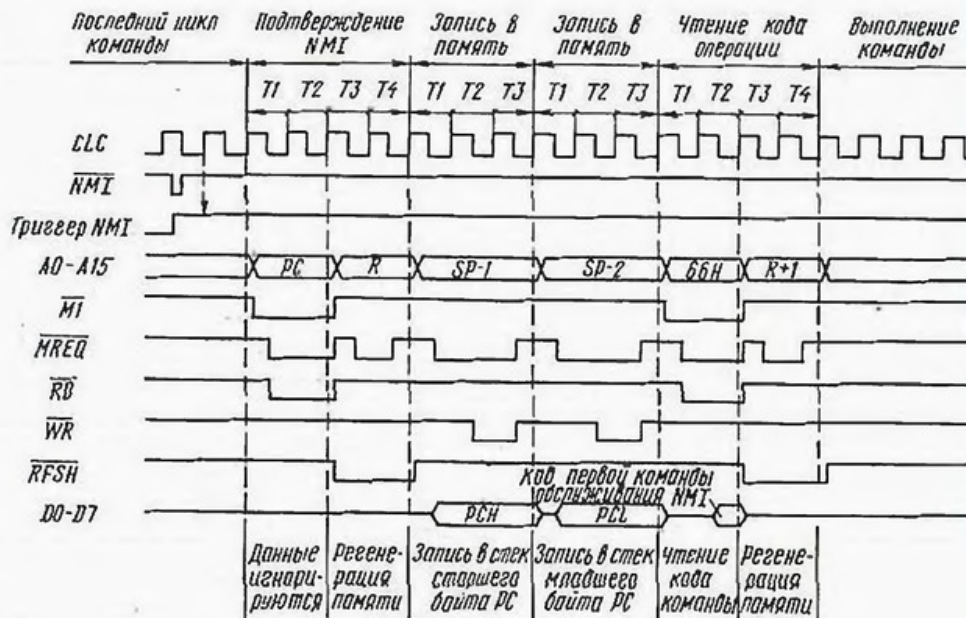 Последний цикл команды
Подтверждение NMI
Запись в память
Запись в память
Чтение кода операции
Выполнение команды
T1 T2 T3 T4 T1 T2 T3 T1 T2 T3 T1 T2 T3 T4
CLC
NMI
Триггер NMI
A0-A15 PC R SP-1 SP-2 66H R+1
M1
MREQ
RD
WR
RFSH
Код первой команды
обслуживания NMI
D0-D7 PCH PCL
Данные
игнори-
руются
Регене-
рация
памяти
Запись в стек
старшего
байта PC
Запись в стек
младшего
байта PC
Чтение
кода
команды
Регене-
рация
памяти